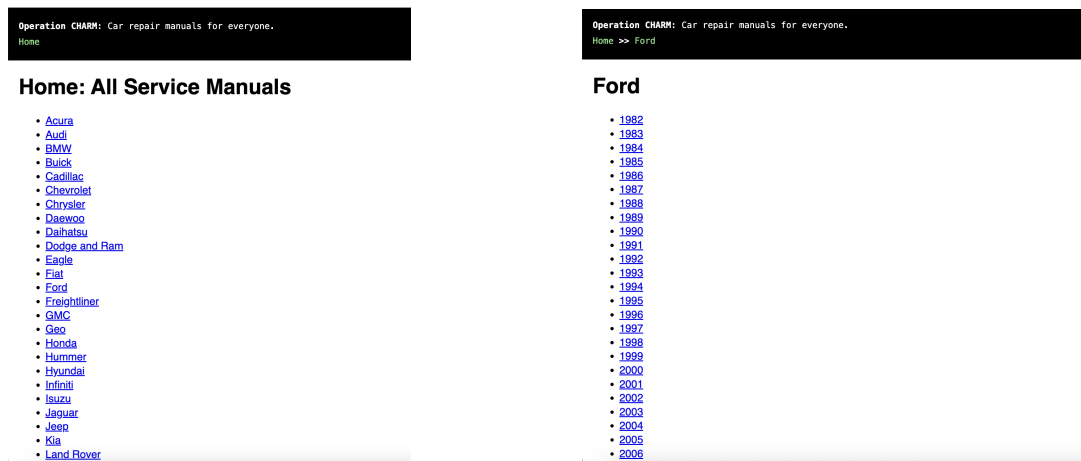 Operation CHARM: Car repair manuals for everyone.
Home
Home: All Service Manuals
Acura
Audi
BMW
Buick
Cadillac
Chevrolet
Chrysler
Daewoo
Daihatsu
Dodge and Ram
Eagle
Fiat
Ford
Freightliner
GMC
Geo
Honda
Hummer
Hyundai
Infiniti
Isuzu
Jaguar
Jeep
Kia
Land Rover
Operation CHARM: Car repair manuals for everyone.
Home >> Ford
Ford
1982
1983
1984
1985
1986
1987
1988
1989
1990
1991
1992
1993
1994
1995
1996
1997
1998
1999
2000
2001
2002
2003
2004
2005
2006